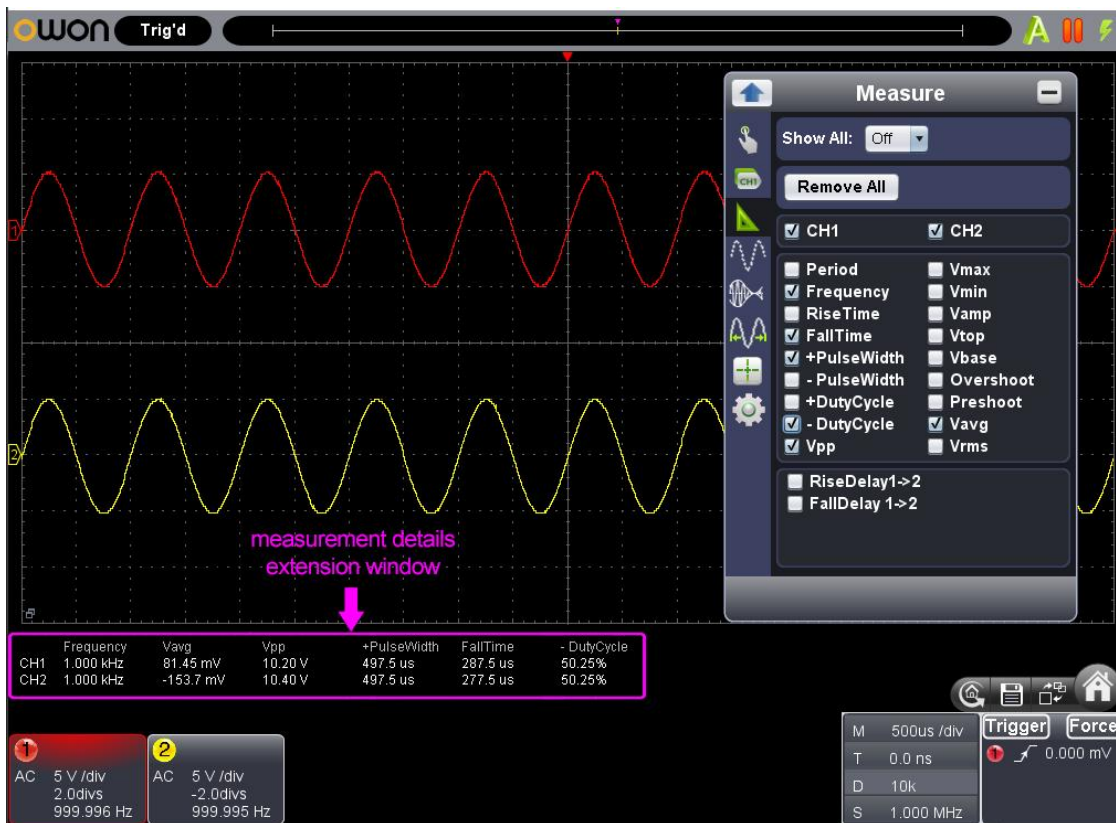 owon Trig'd A
Measure
Show All: Off
CH1
Remove All
CH1 CH2
Period Vmax
Frequency Vmin
RiseTime Vamp
FallTime Vtop
+PulseWidth Vbase
- PulseWidth Overshoot
+DutyCycle Preshoot
- DutyCycle Vavg
Vpp Vrms
RiseDelay1->2
FallDelay 1->2
1
2
measurement details
extension window
Frequency Vavg Vpp +PulseWidth FallTime - DutyCycle
CH1 1.000 kHz 81.45 mV 10.20 V 497.5 us 287.5 us 50.25%
CH2 1.000 kHz -153.7 mV 10.40 V 497.5 us 277.5 us 50.25%
1
AC 5 V /div
2.0divs
999.996 Hz
2
AC 5 V /div
-2.0divs
999.995 Hz
M 500us /div
T 0.0 ns
D 10k
S 1.000 MHz
Trigger Force
1 0.000 mV